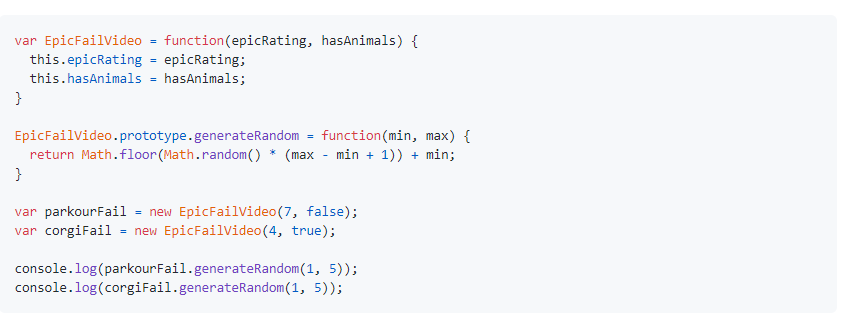 var EpicFailVideo = function(epicRating, hasAnimals) {
  this.epicRating = epicRating;
  this.hasAnimals = hasAnimals;
}

EpicFailVideo.prototype.generateRandom = function(min, max) {
  return Math.floor(Math.random() * (max - min + 1)) + min;
}

var parkourFail = new EpicFailVideo(7, false);
var corgiFail = new EpicFailVideo(4, true);

console.log(parkourFail.generateRandom(1, 5));
console.log(corgiFail.generateRandom(1, 5));